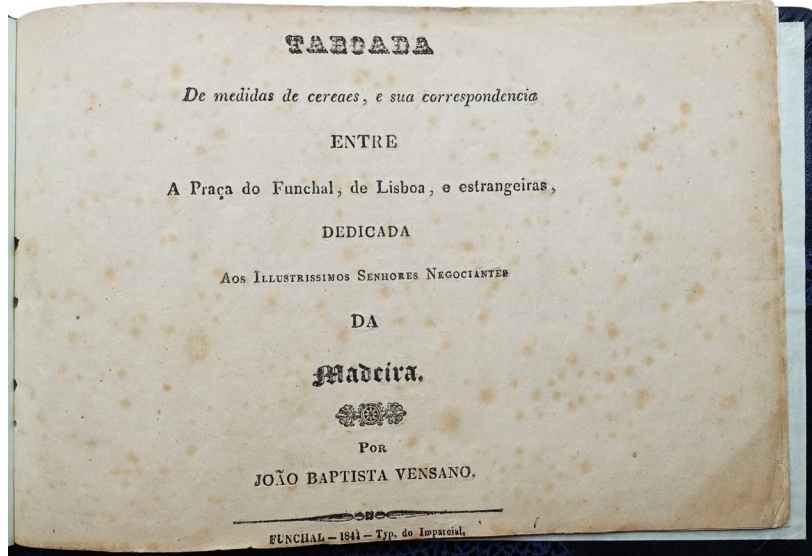 TABOADA
De medidas de cereaes, e sua correspondencia
ENTRE
A Praça do Funchal, de Lisboa, e estrangeiras,
DEDICADA
Aos Illustrissimos Senhores Negociantes
DA
Madeira.
Por
JOÃO BAPTISTA VENSANO.
FUNCHAL — 1841 — Typ. do Imparcial.